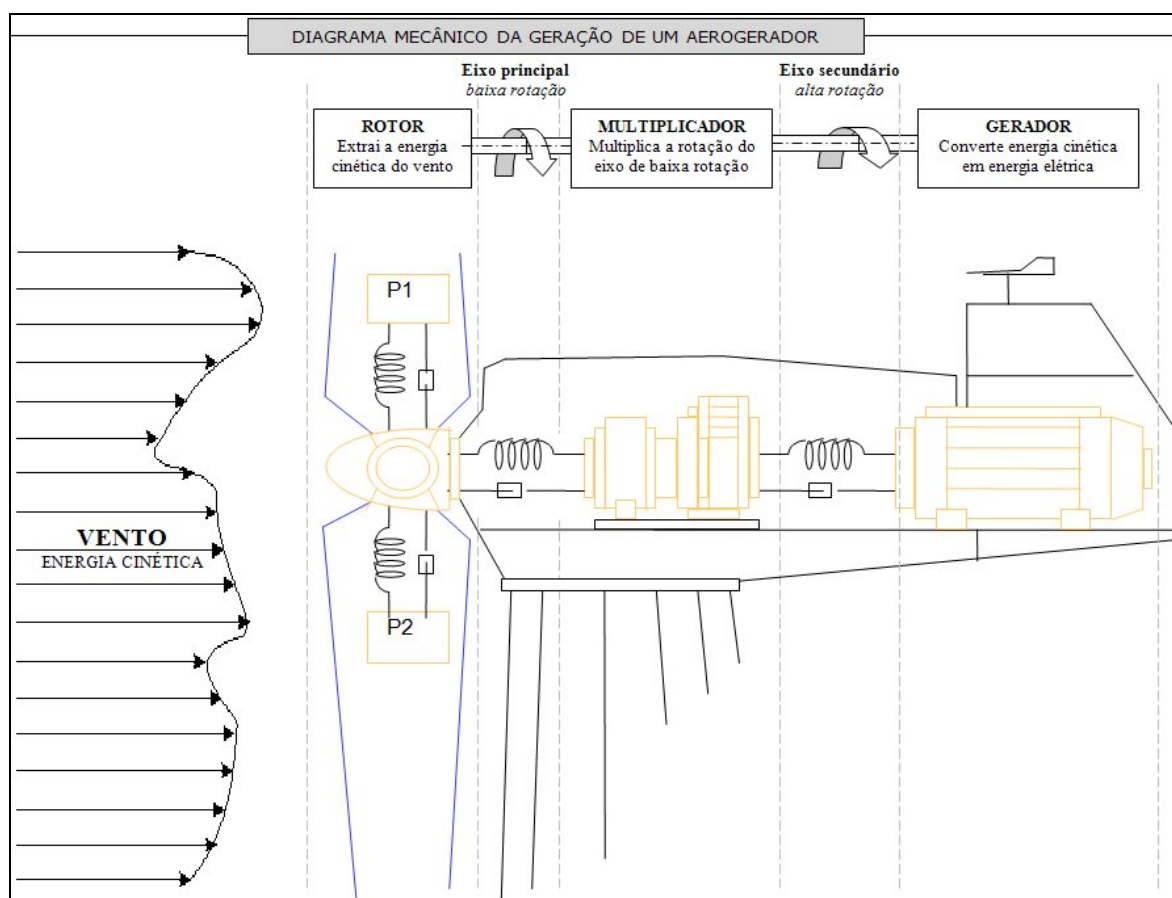 DIAGRAMA MECÂNICO DA GERAÇÃO DE UM AEROGERADOR
Eixo principal
baixa rotação
Eixo secundário
alta rotação
ROTOR
Extrai a energia
cinética do vento
MULTIPLICADOR
Multiplica a rotação do
eixo de baixa rotação
GERADOR
Converte energia cinética
em energia elétrica
P1
VENTO
ENERGIA CINÉTICA
P2